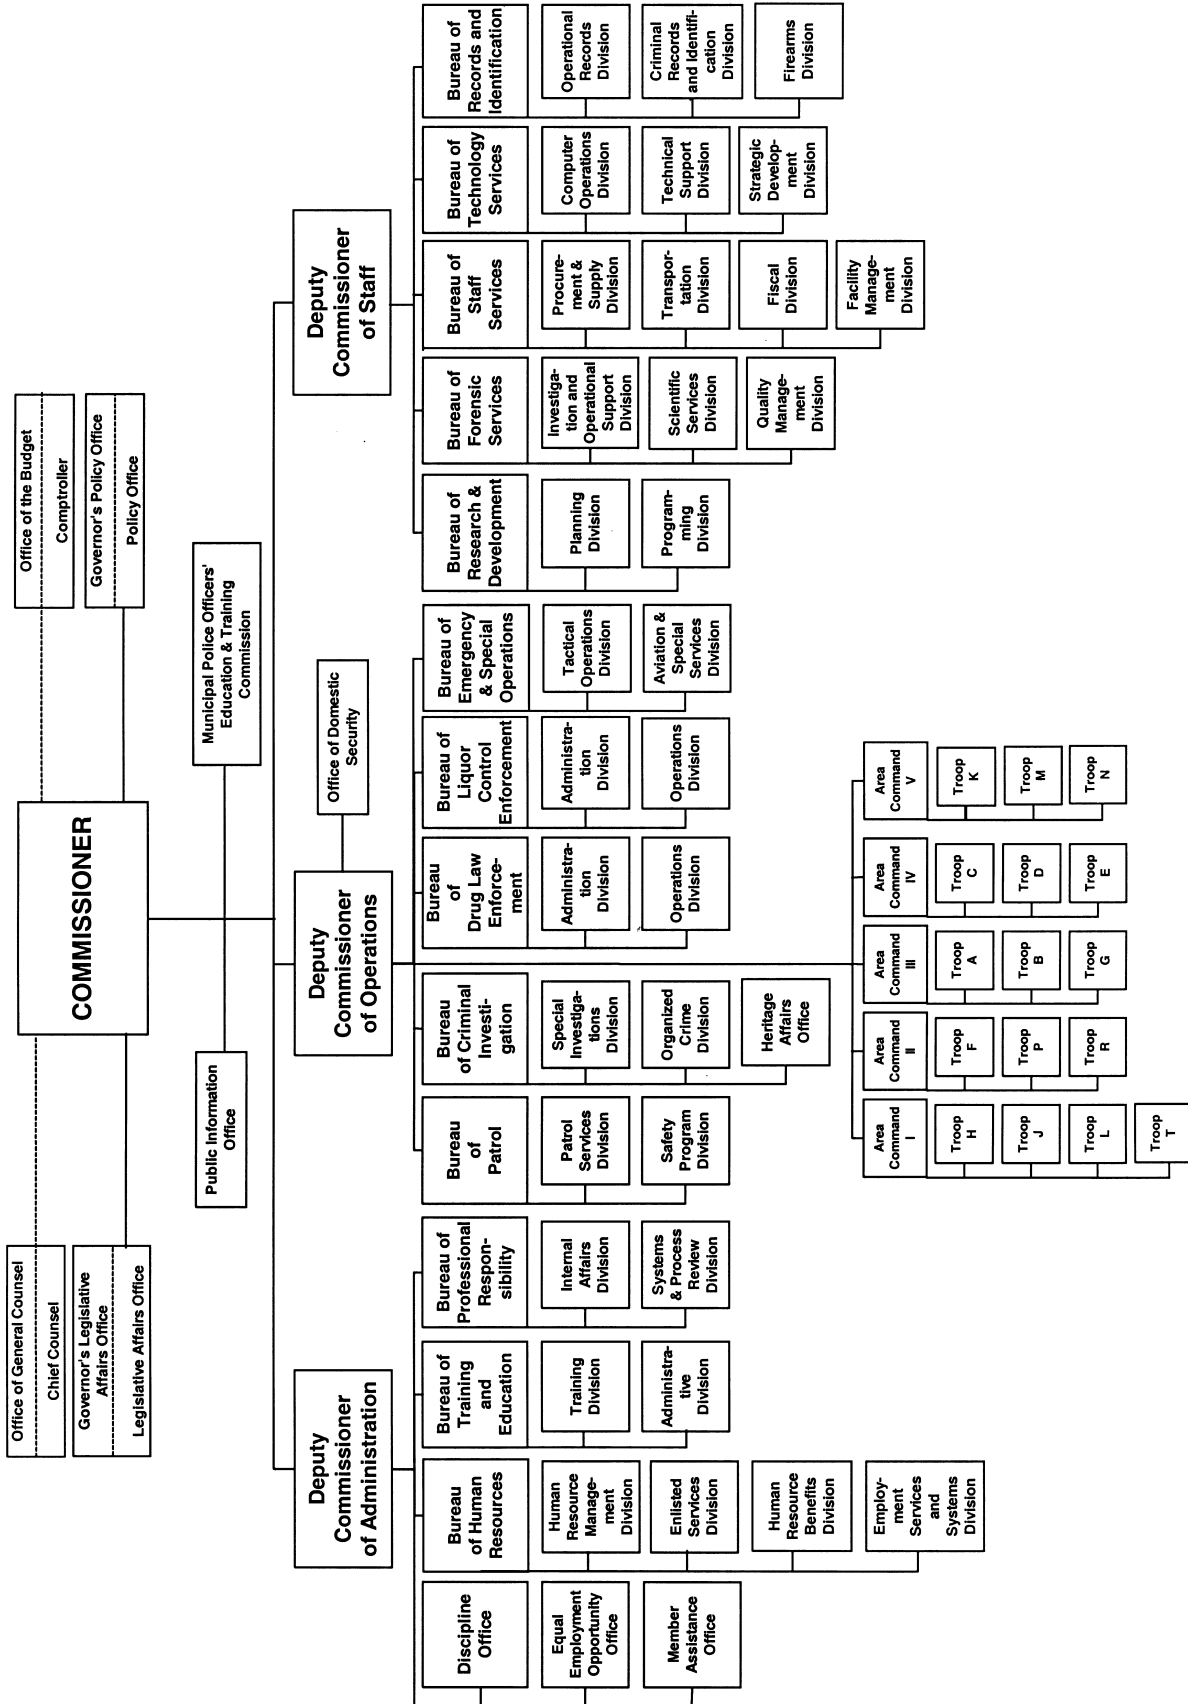 Office of General Counsel
Chief Counsel
Governor's Legislative
Affairs Office
Legislative Affairs Office
COMMISSIONER
Office of the Budget
Comptroller
Governor's Policy Office
Policy Office
Public Information
Office
Municipal Police Officers'
Education & Training
Commission
Deputy
Commissioner
of Administration
Deputy
Commissioner
of Operations
Office of Domestic
Security
Deputy
Commissioner
of Staff
Discipline
Office
Equal
Employment
Opportunity
Office
Member
Assistance
Office
Bureau
of Human
Resources
Human
Resource
Manage-
ment
Division
Enlisted
Services
Division
Human
Resource
Benefits
Division
Employ-
ment
Services
and
Systems
Division
Bureau of
Training
and
Education
Training
Division
Administra-
tive
Division
Bureau of
Professional
Respon-
sibility
Internal
Affairs
Division
Systems
& Process
Review
Division
Bureau
of
Patrol
Patrol
Services
Division
Safety
Program
Division
Bureau
of Criminal
Investi-
gation
Special
Investiga-
tions
Division
Organized
Crime
Division
Heritage
Affairs
Office
Bureau
of
Drug Law
Enforce-
ment
Administra-
tion
Division
Operations
Division
Bureau of
Liquor
Control
Enforcement
Administra-
tion
Division
Operations
Division
Bureau of
Emergency
& Special
Operations
Tactical
Operations
Division
Aviation &
Special
Services
Division
Bureau of
Research &
Development
Planning
Division
Program-
ming
Division
Bureau of
Forensic
Services
Investiga-
tion and
Operational
Support
Division
Scientific
Services
Division
Quality
Manage-
ment
Division
Bureau of
Staff
Services
Procure-
ment &
Supply
Division
Transpor-
tation
Division
Fiscal
Division
Facility
Manage-
ment
Division
Bureau of
Technology
Services
Computer
Operations
Division
Technical
Support
Division
Strategic
Develop-
ment
Division
Bureau of
Records and
Identification
Operational
Records
Division
Criminal
Records
and Identifi-
cation
Division
Firearms
Division
Area
Command
I
Troop
H
Troop
J
Troop
L
Troop
T
Area
Command
II
Troop
F
Troop
P
Troop
R
Area
Command
III
Troop
A
Troop
B
Troop
G
Area
Command
IV
Troop
C
Troop
D
Troop
E
Area
Command
V
Troop
K
Troop
M
Troop
N